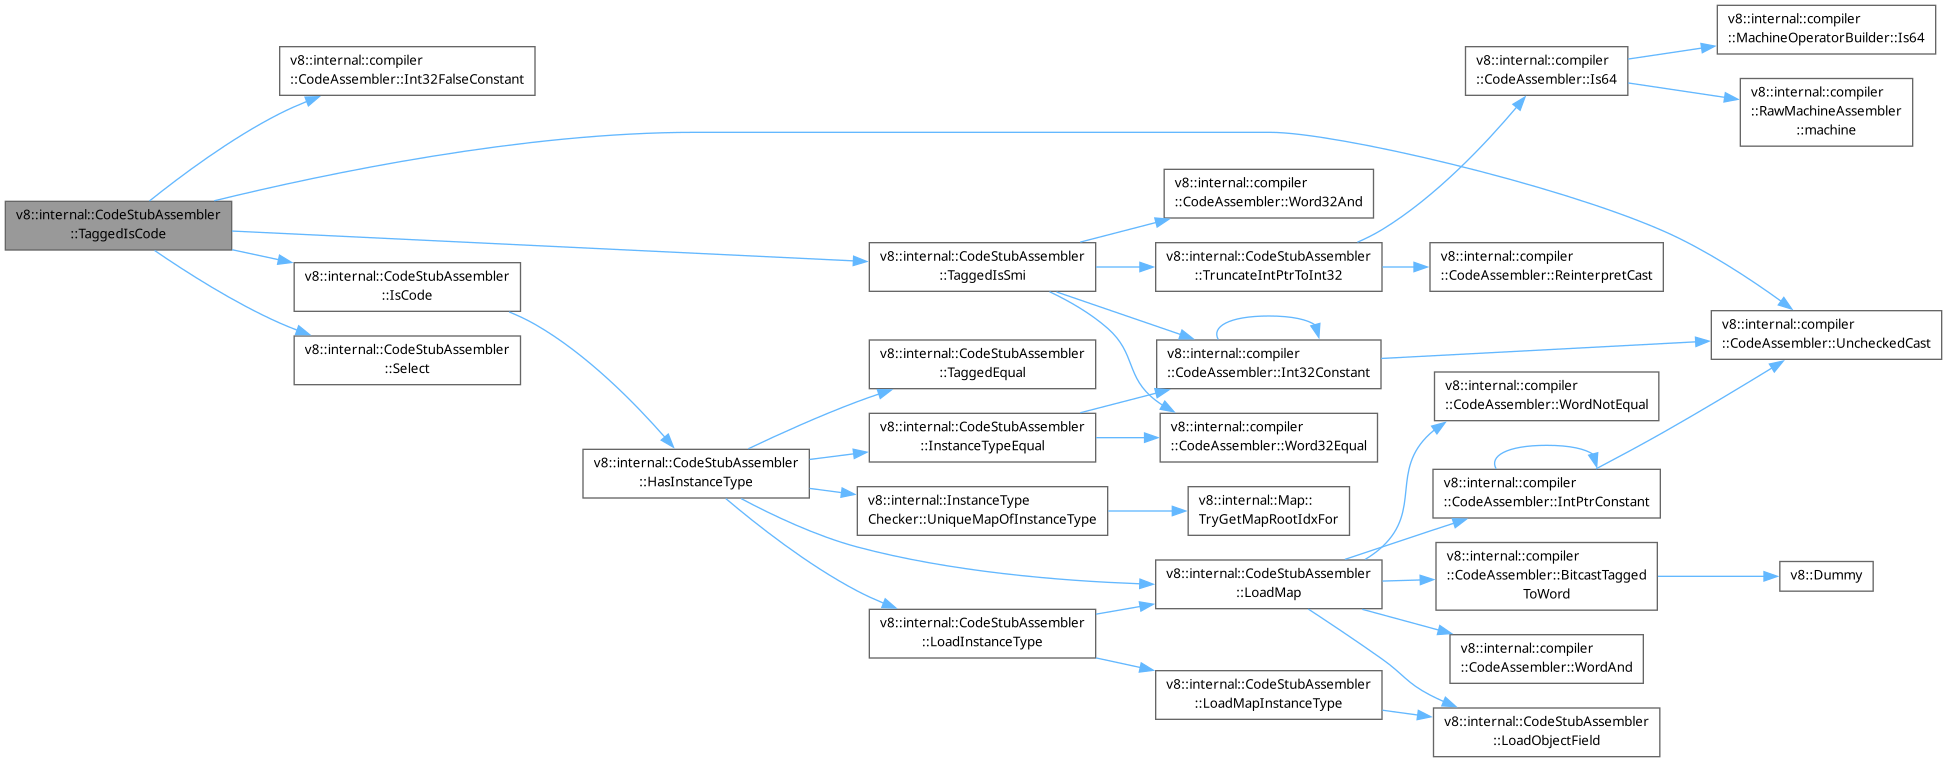 v8::internal::CodeStubAssembler
::TaggedIsCode
v8::internal::compiler
::CodeAssembler::Int32FalseConstant
v8::internal::CodeStubAssembler
::IsCode
v8::internal::CodeStubAssembler
::Select
v8::internal::CodeStubAssembler
::HasInstanceType
v8::internal::CodeStubAssembler
::TaggedIsSmi
v8::internal::CodeStubAssembler
::TaggedEqual
v8::internal::CodeStubAssembler
::InstanceTypeEqual
v8::internal::InstanceType
Checker::UniqueMapOfInstanceType
v8::internal::CodeStubAssembler
::LoadInstanceType
v8::internal::compiler
::CodeAssembler::Word32And
v8::internal::CodeStubAssembler
::TruncateIntPtrToInt32
v8::internal::compiler
::CodeAssembler::Int32Constant
v8::internal::compiler
::CodeAssembler::Word32Equal
v8::internal::Map::
TryGetMapRootIdxFor
v8::internal::CodeStubAssembler
::LoadMap
v8::internal::CodeStubAssembler
::LoadMapInstanceType
v8::internal::compiler
::CodeAssembler::Is64
v8::internal::compiler
::CodeAssembler::ReinterpretCast
v8::internal::compiler
::CodeAssembler::WordNotEqual
v8::internal::compiler
::CodeAssembler::IntPtrConstant
v8::internal::compiler
::CodeAssembler::BitcastTagged
ToWord
v8::internal::compiler
::CodeAssembler::WordAnd
v8::internal::CodeStubAssembler
::LoadObjectField
v8::internal::compiler
::MachineOperatorBuilder::Is64
v8::internal::compiler
::RawMachineAssembler
::machine
v8::internal::compiler
::CodeAssembler::UncheckedCast
v8::Dummy